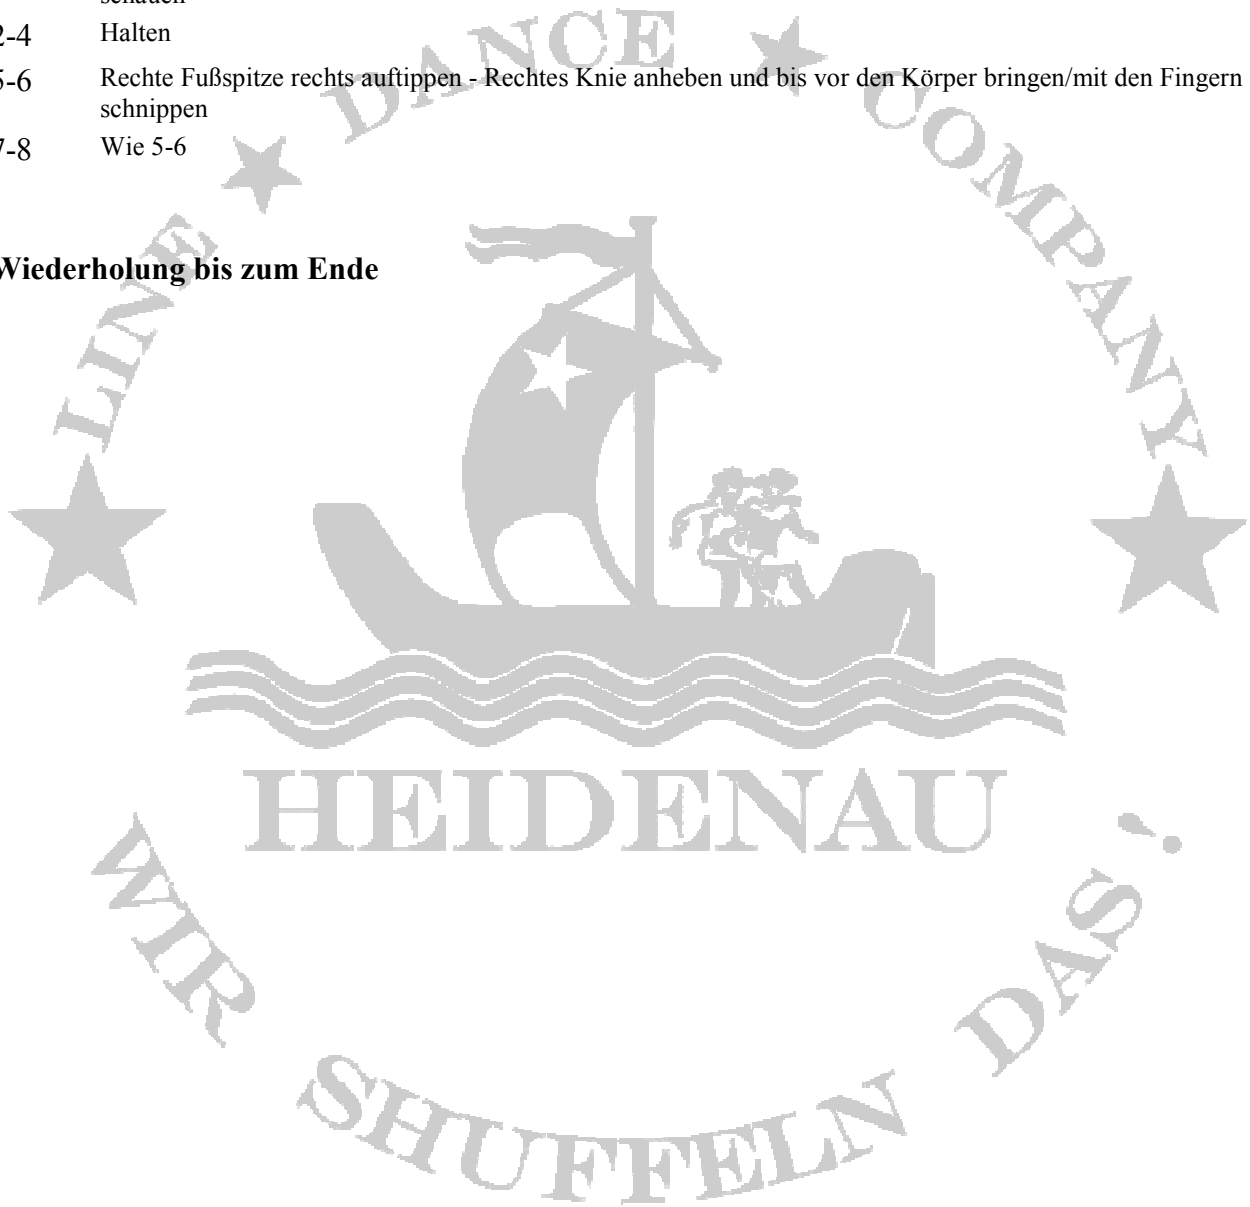 schauen
2-4 Halten
5-6 Rechte Fußspitze rechts auftippen - Rechtes Knie anheben und bis vor den Körper bringen/mit den Fingern
schnippen
7-8 Wie 5-6
Wiederholung bis zum Ende
LINE DANCE COMPANY
HEIDENAU
WIR SHUFFELN DAS !